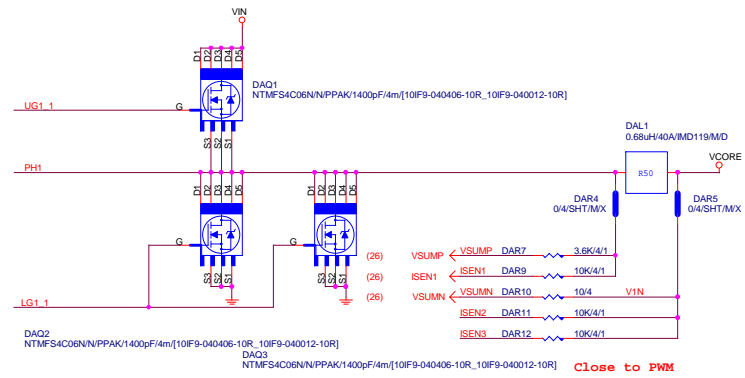 VIN
D1 D2 D3 D4 D5
DAQ1
NTMFS4C06N/N/PPAK/1400pF/4m/[10IF9-040406-10R_10IF9-040012-10R]
UG1_1
G
S3 S2 S1
DAL1
0.68uH/40A/IMD119/M/D
VCORE
PH1
R50
D1 D2 D3 D4 D5
D1 D2 D3 D4 D5
DAR4
0/4/SHT/M/X
DAR5
0/4/SHT/M/X
G
G
(26) VSUMP VSUMP DAR7 3.6K/4/1
S3 S2 S1
S3 S2 S1
(26) ISEN1 ISEN1 DAR9 10K/4/1
(26) VSUMN VSUMN DAR10 10/4 V1N
LG1_1
ISEN2 DAR11 10K/4/1
ISEN3 DAR12 10K/4/1
DAQ2
NTMFS4C06N/N/PPAK/1400pF/4m/[10IF9-040406-10R_10IF9-040012-10R]
DAQ3
NTMFS4C06N/N/PPAK/1400pF/4m/[10IF9-040406-10R_10IF9-040012-10R]
Close to PWM